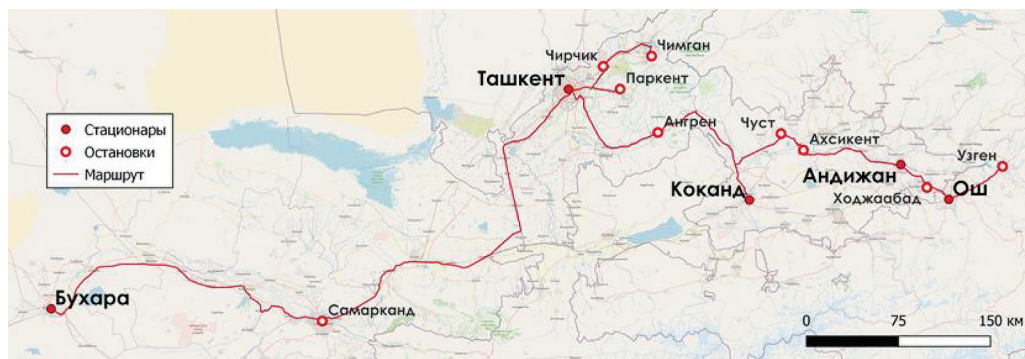 Чимган
Чирчик
Ташкент
Паркент
Стационары
Остановки
Маршрут
Ангрен
Чуст
Ахсикент
Узген
Андижан
Ош
Коканд
Ходжаабад
Бухара
Самарканд
0 75 150 км